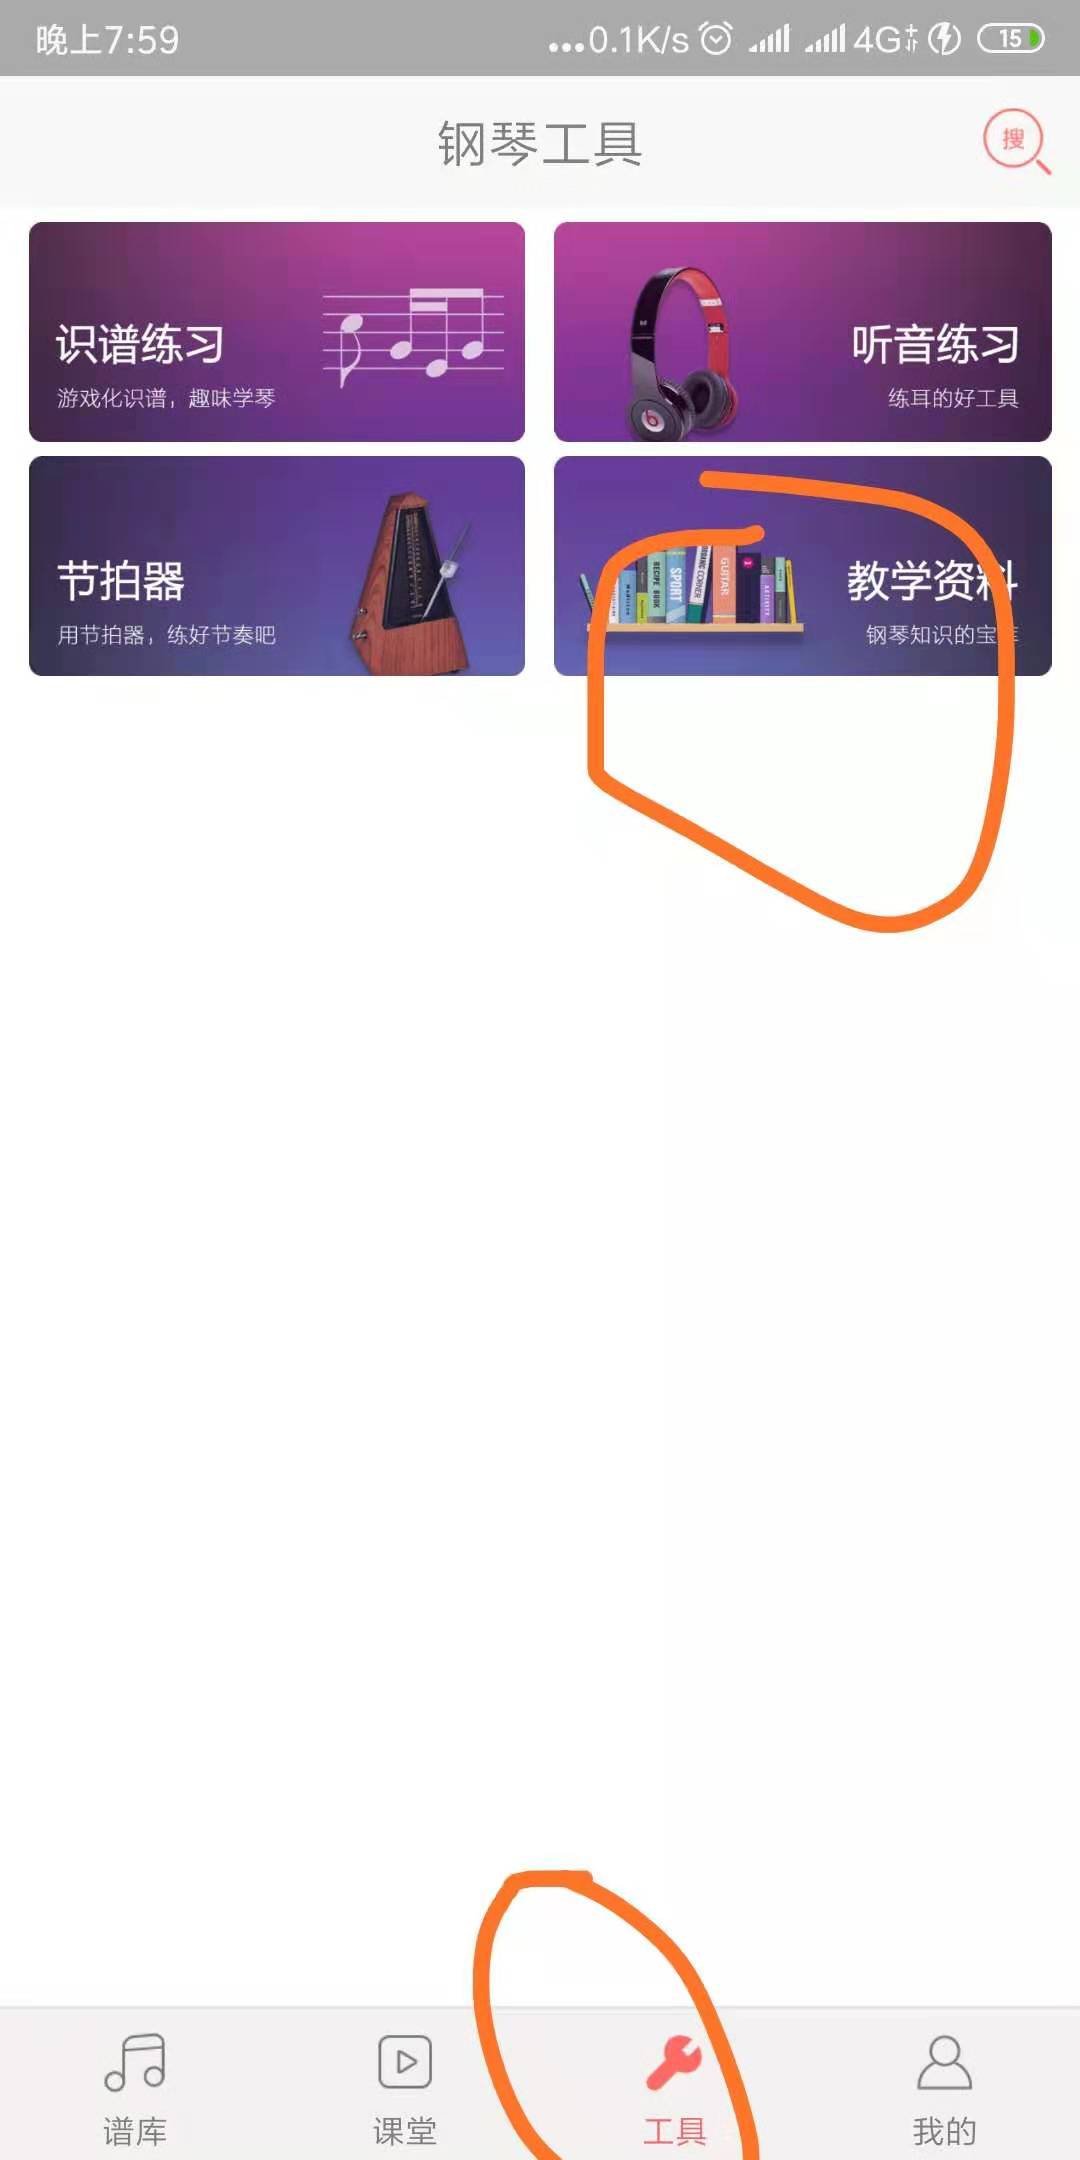 晚上7:59
...0.1K/s 4G 15
钢琴工具
搜
识谱练习
游戏化识谱，趣味学琴
听音练习
练耳的好工具
节拍器
用节拍器，练好节奏吧
RECIPE BOOK
SPORT
CORNER
GUITAR
教学资料
钢琴知识的宝库
谱库
课堂
工具
我的